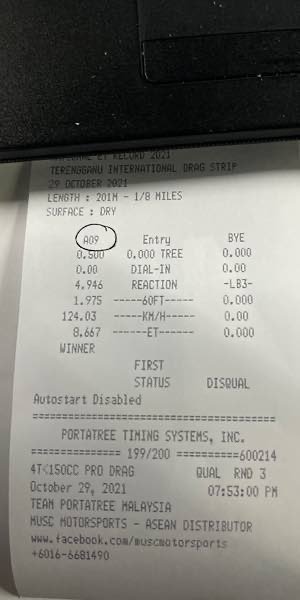 ET RECORD 2021
TERENGGANU INTERNATIONAL DRAG STRIP
29 OCTOBER 2021
LENGTH : 201M - 1/8 MILES
SURFACE : DRY
A09 Entry BYE
0.500 0.000 TREE 0.000
0.00 DIAL-IN 0.00
4.946 REACTION -LB3-
1.975 -----60FT----- 0.000
124.03 -----KM/H----- 0.00
8.667 ------ET------ 0.000
WINNER
FIRST
STATUS DISQUAL
Autostart Disabled
========================================
PORTATREE TIMING SYSTEMS, INC.
=============== 199/200 ===========600214
4T<150CC PRO DRAG QUAL RND 3
October 29, 2021 07:53:00 PM
TEAM PORTATREE MALAYSIA
MUSC MOTORSPORTS - ASEAN DISTRIBUTOR
www.facebook.com/muscmotorsports
+6016-6681490